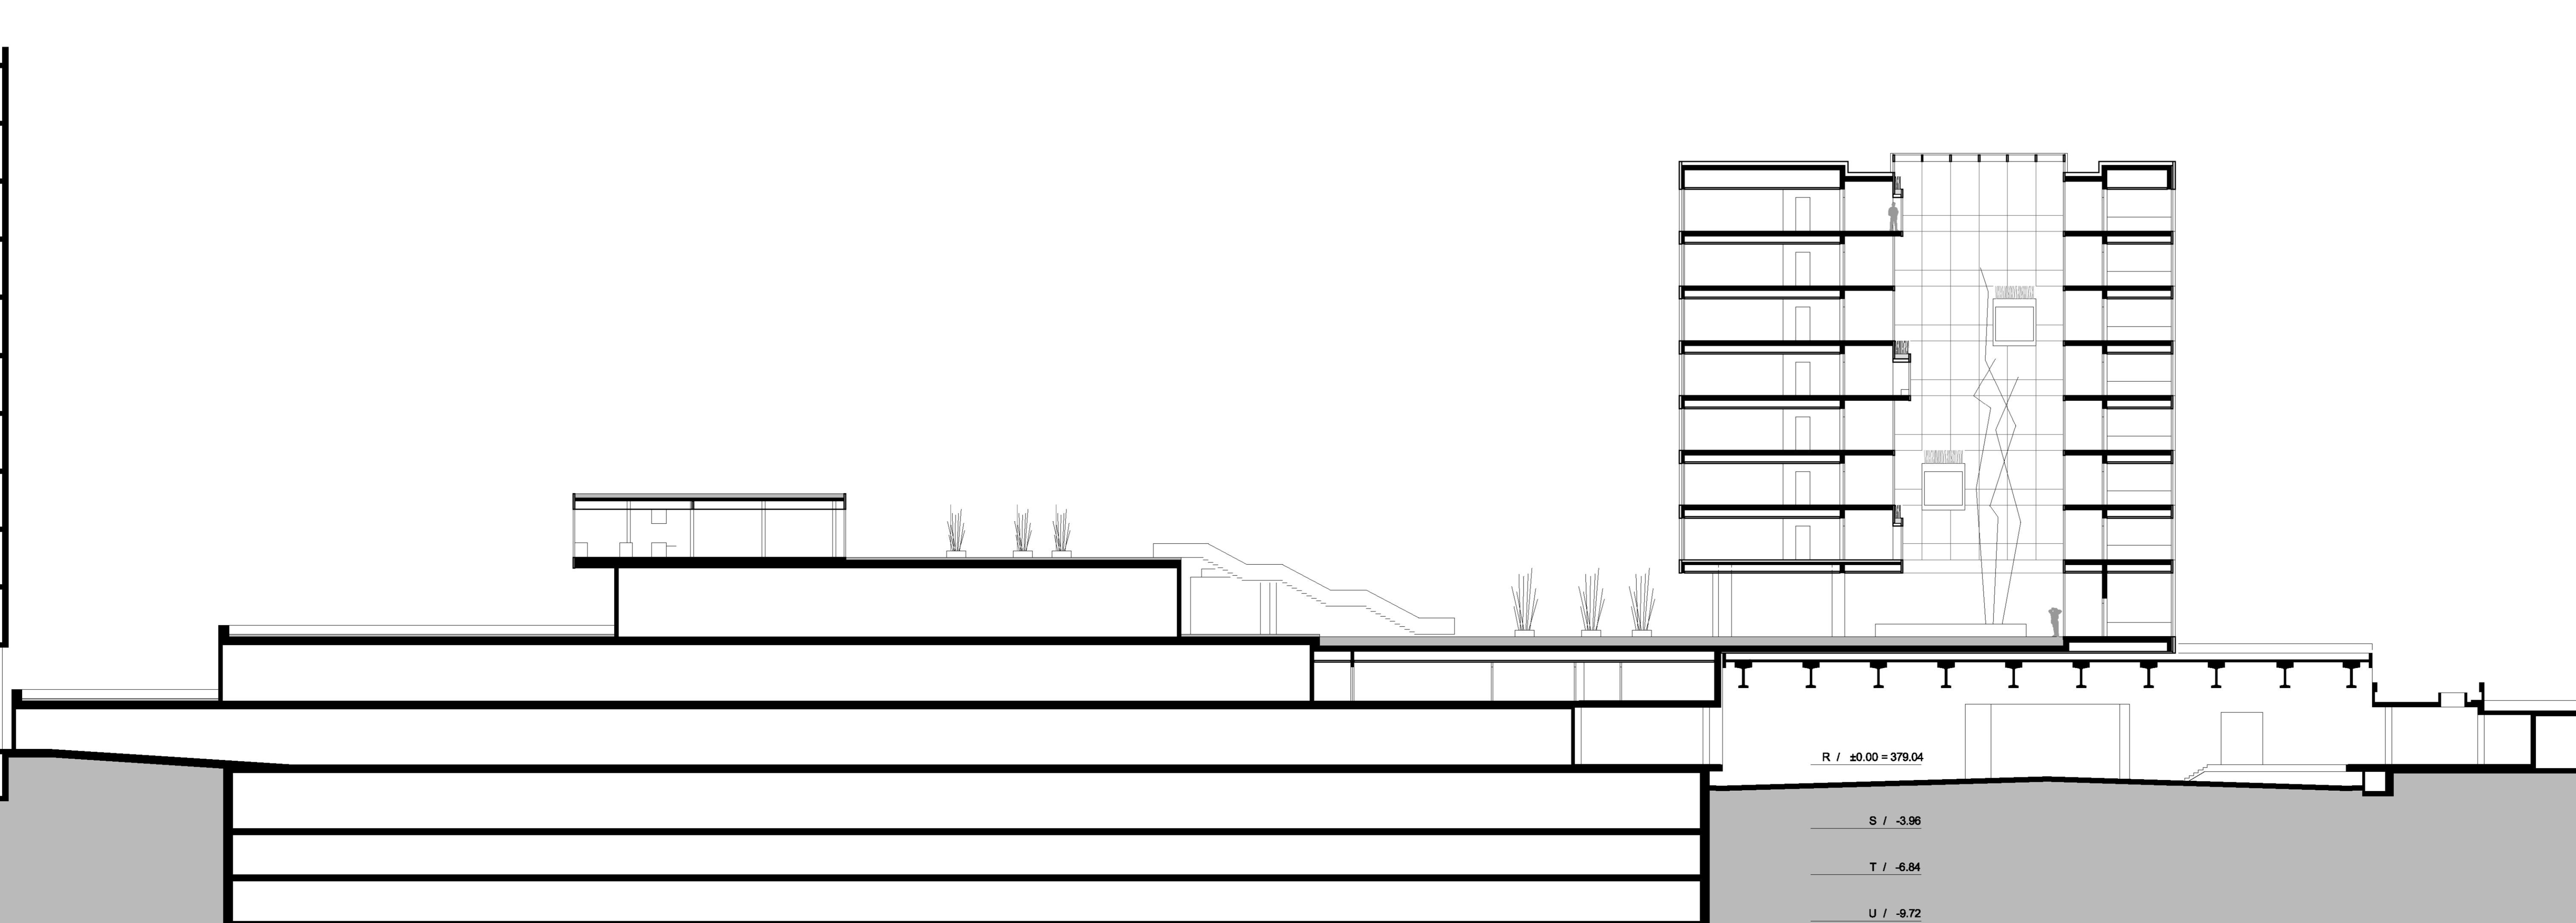 R / ±0.00 = 379.04
S / -3.96
T / -6.84
U / -9.72